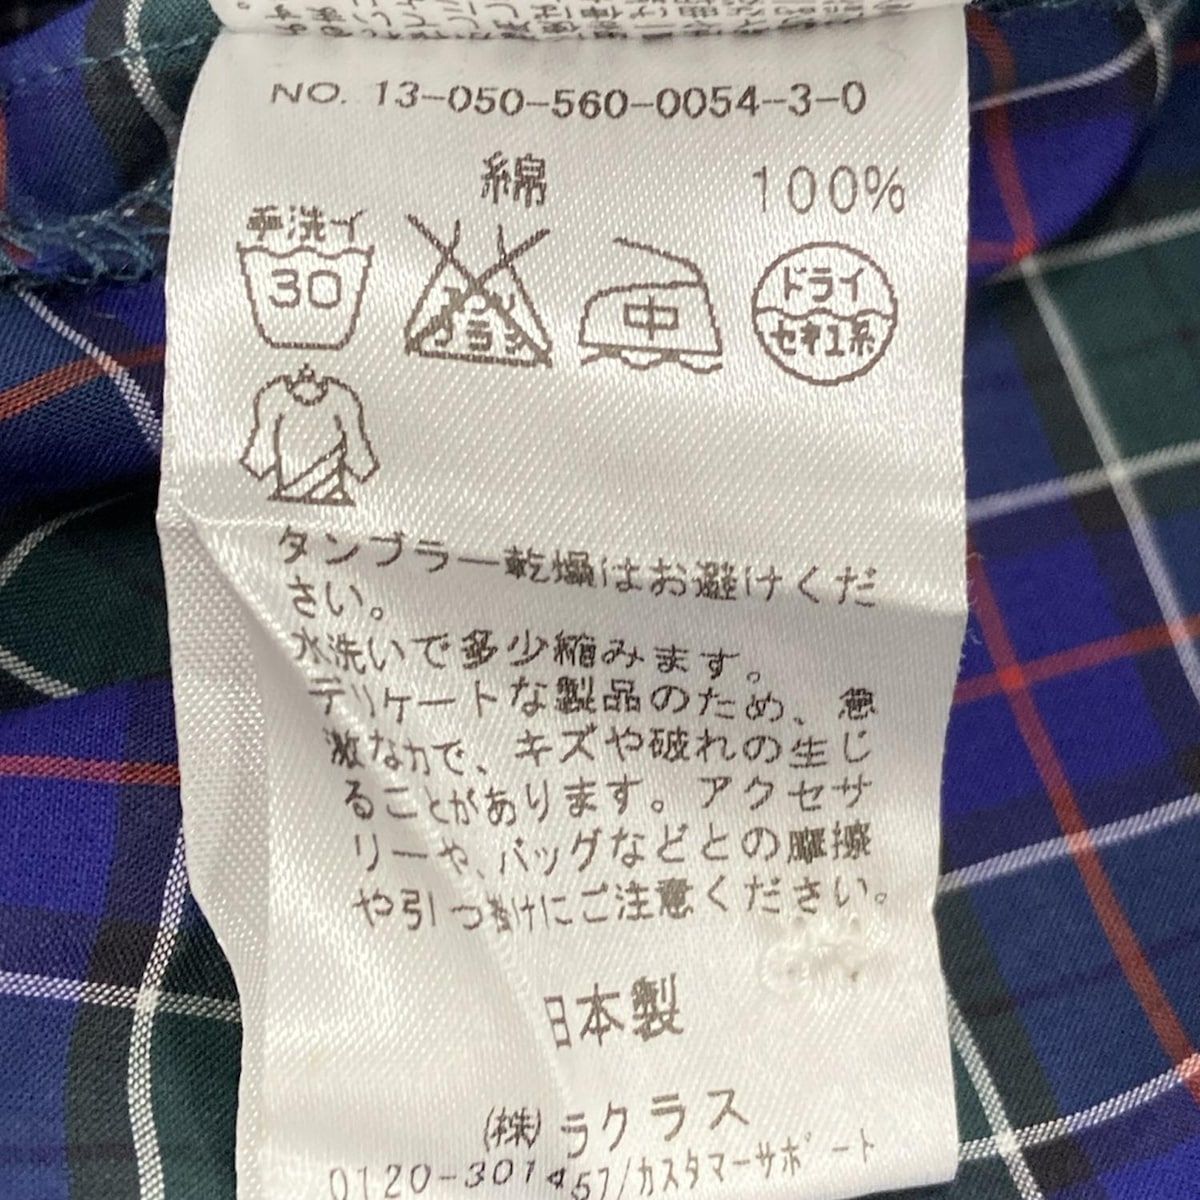 NO. 13-050-560-0054-3-0
綿 100%
手洗イ
30
エンソ
サラシ
中
ドライ
セキユ系
タンブラー乾燥はお避けくだ
さい。
水洗いで多少縮みます。
デリケートな製品のため、急
激な力で、キズや破れの生じ
ることがあります。アクセサ
リーや、バッグなどとの摩擦
や引っ掛けにご注意ください。
日本製
(株)ラクラス
0120-301457/カスタマーサポート